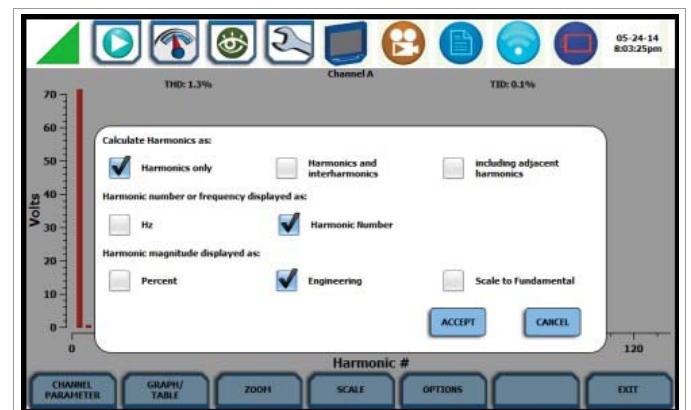 05-24-14
8:03:25pm
Channel A
THD: 1.3%
TID: 0.1%
70
60
50
40
30
20
10
0
Volts
Calculate Harmonics as:
Harmonics only
Harmonics and
interharmonics
including adjacent
harmonics
Harmonic number or frequency displayed as:
Hz
Harmonic Number
Harmonic magnitude displayed as:
Percent
Engineering
Scale to Fundamental
ACCEPT
CANCEL
0
120
Harmonic #
CHANNEL
PARAMETER
GRAPH/
TABLE
ZOOM
SCALE
OPTIONS
EXIT